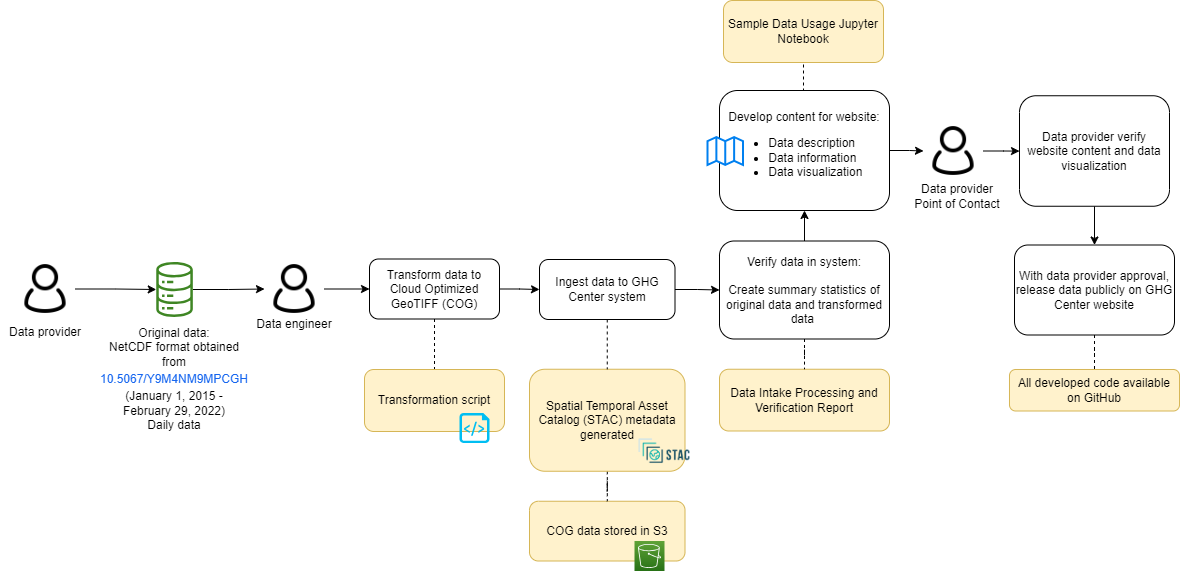 Sample Data Usage Jupyter
Notebook
Develop content for website:
• Data description
• Data information
• Data visualization
Data provider
Point of Contact
Data provider verify
website content and data
visualization
Data provider
Original data:
NetCDF format obtained
from
10.5067/Y9M4NM9MPCGH
(January 1, 2015 -
February 29, 2022)
Daily data
Data engineer
Transform data to
Cloud Optimized
GeoTIFF (COG)
Transformation script
</>
Ingest data to GHG
Center system
Spatial Temporal Asset
Catalog (STAC) metadata
generated
STAC
COG data stored in S3
Verify data in system:
Create summary statistics of
original data and transformed
data
Data Intake Processing and
Verification Report
With data provider approval,
release data publicly on GHG
Center website
All developed code available
on GitHub